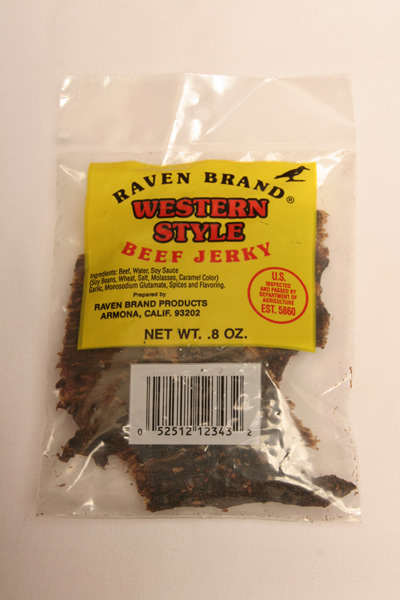 RAVEN BRAND®
WESTERN
STYLE
BEEF JERKY
Ingredients: Beef, Water, Soy Sauce
(Soy Beans, Wheat, Salt, Molasses, Caramel Color)
Garlic, Monosodium Glutamate, Spices and Flavoring.
Prepared by
RAVEN BRAND PRODUCTS
ARMONA, CALIF. 93202
U.S.
INSPECTED
AND PASSED BY
DEPARTMENT OF
AGRICULTURE
EST. 5860
NET WT. .8 OZ.
0 52512 12343 2